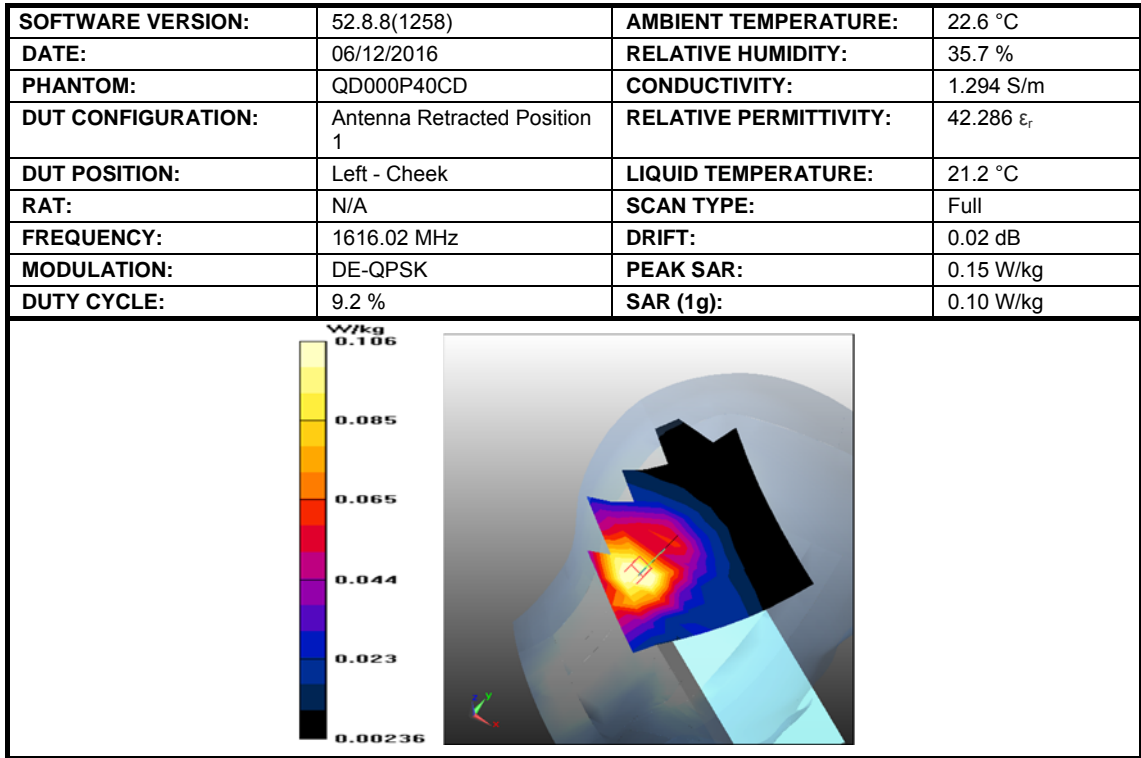 SOFTWARE VERSION: 52.8.8(1258) AMBIENT TEMPERATURE: 22.6 °C
DATE: 06/12/2016 RELATIVE HUMIDITY: 35.7 %
PHANTOM: QD000P40CD CONDUCTIVITY: 1.294 S/m
DUT CONFIGURATION: Antenna Retracted Position RELATIVE PERMITTIVITY: 42.286 εr
1
DUT POSITION: Left - Cheek LIQUID TEMPERATURE: 21.2 °C
RAT: N/A SCAN TYPE: Full
FREQUENCY: 1616.02 MHz DRIFT: 0.02 dB
MODULATION: DE-QPSK PEAK SAR: 0.15 W/kg
DUTY CYCLE: 9.2 % SAR (1g): 0.10 W/kg
W/kg
0.106
0.085
0.065
0.044
0.023
0.00236
z y
x